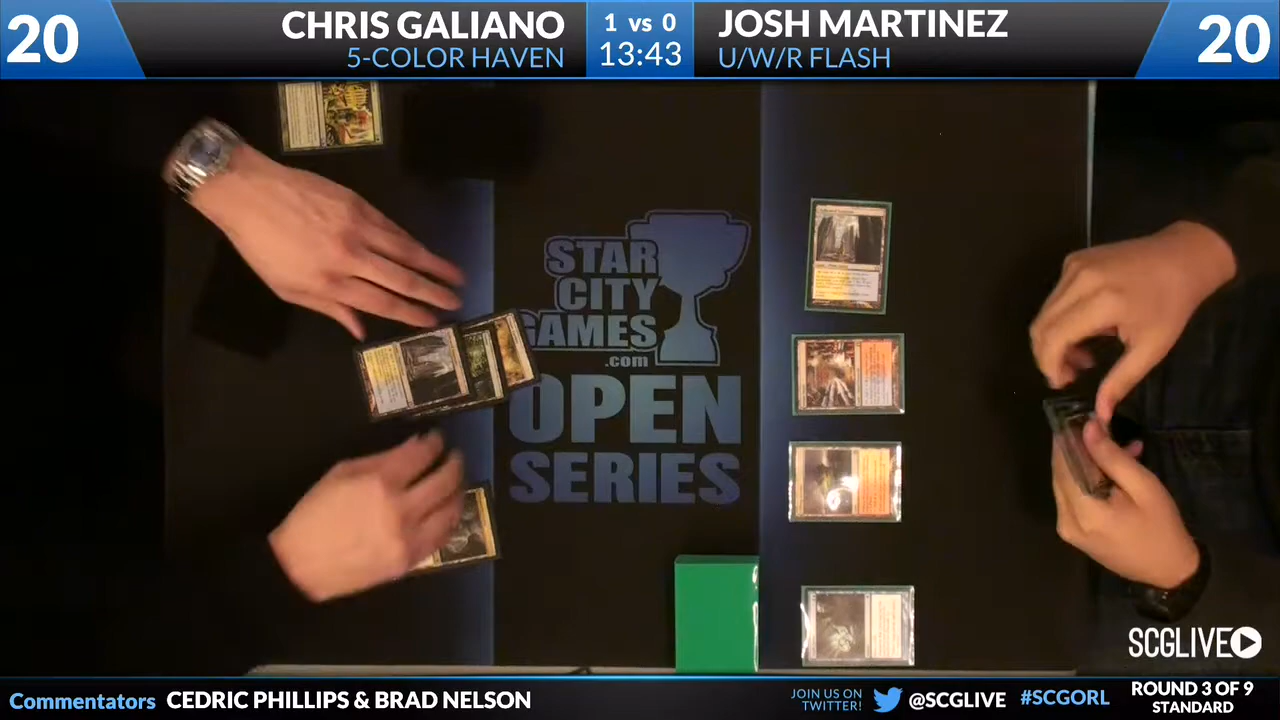 20
CHRIS GALIANO
5-COLOR HAVEN
1 vs 0
13:43
JOSH MARTINEZ
U/W/R FLASH
20
STAR
CITY
GAMES
.com
OPEN
SERIES
SCGLIVE
Commentators CEDRIC PHILLIPS & BRAD NELSON
JOIN US ON
TWITTER!
@SCGLIVE
#SCGORL
ROUND 3 OF 9
STANDARD